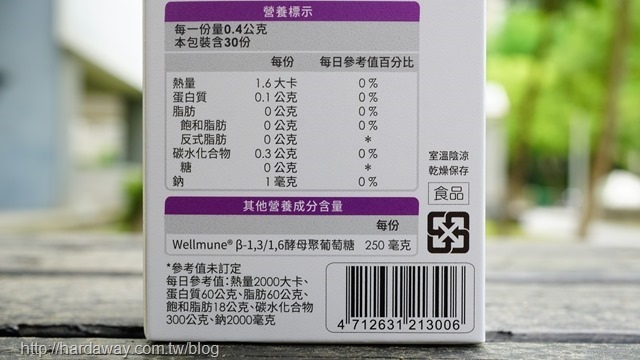 營養標示
每一份量0.4公克
本包裝含30份
每份 每日參考值百分比
熱量 1.6 大卡 0 %
蛋白質 0.1 公克 0 %
脂肪 0 公克 0 %
飽和脂肪 0 公克 0 %
反式脂肪 0 公克 *
碳水化合物 0.3 公克 0 %
糖 0 公克 *
鈉 1 毫克 0 %
其他營養成分含量
每份
Wellmune® β-1,3/1,6酵母聚葡萄糖 250 毫克
*參考值未訂定
每日參考值:熱量2000大卡、
蛋白質60公克、脂肪60公克、
飽和脂肪18公克、碳水化合物
300公克、鈉2000毫克
室溫陰涼
乾燥保存
食品
4 712631 213006
http://hardaway.com.tw/blog